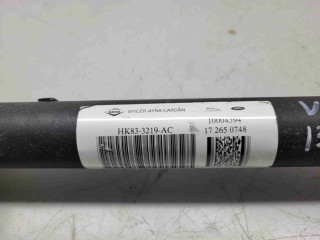 SPICER AYRA CARDAN
10004394
HK83-3219-AC
17 265 0748